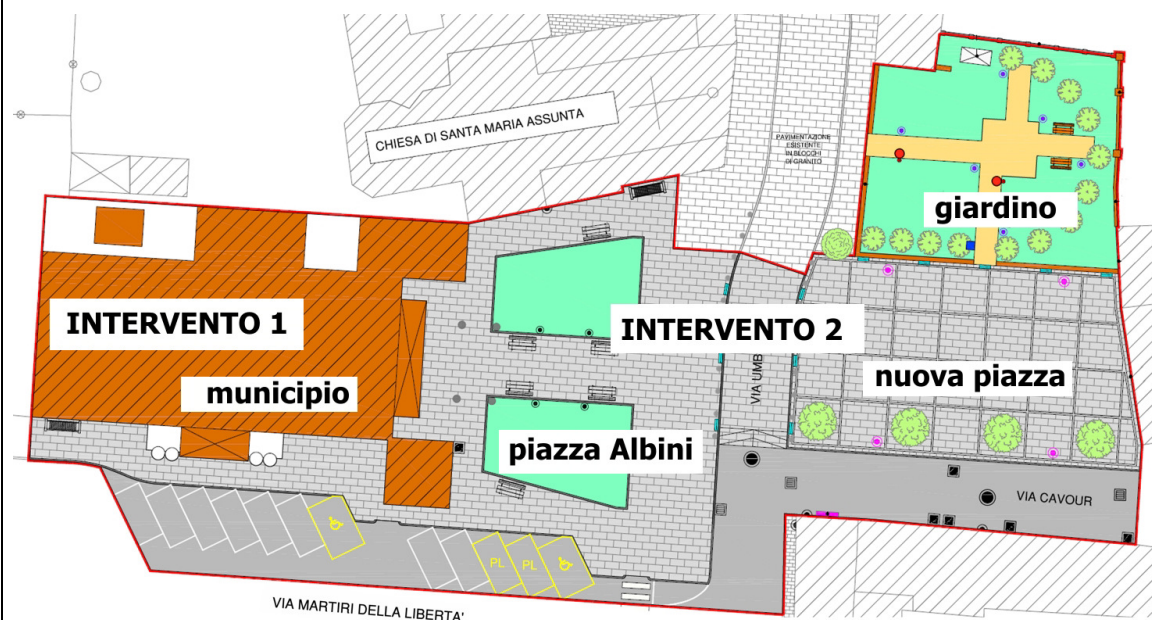 CHIESA DI SANTA MARIA ASSUNTA
PAVIMENTAZIONE
ESISTENTE
IN BLOCCHI
DI GRANITO
giardino
INTERVENTO 1
INTERVENTO 2
municipio
VIA UMB
nuova piazza
piazza Albini
VIA CAVOUR
PL
PL
VIA MARTIRI DELLA LIBERTA'